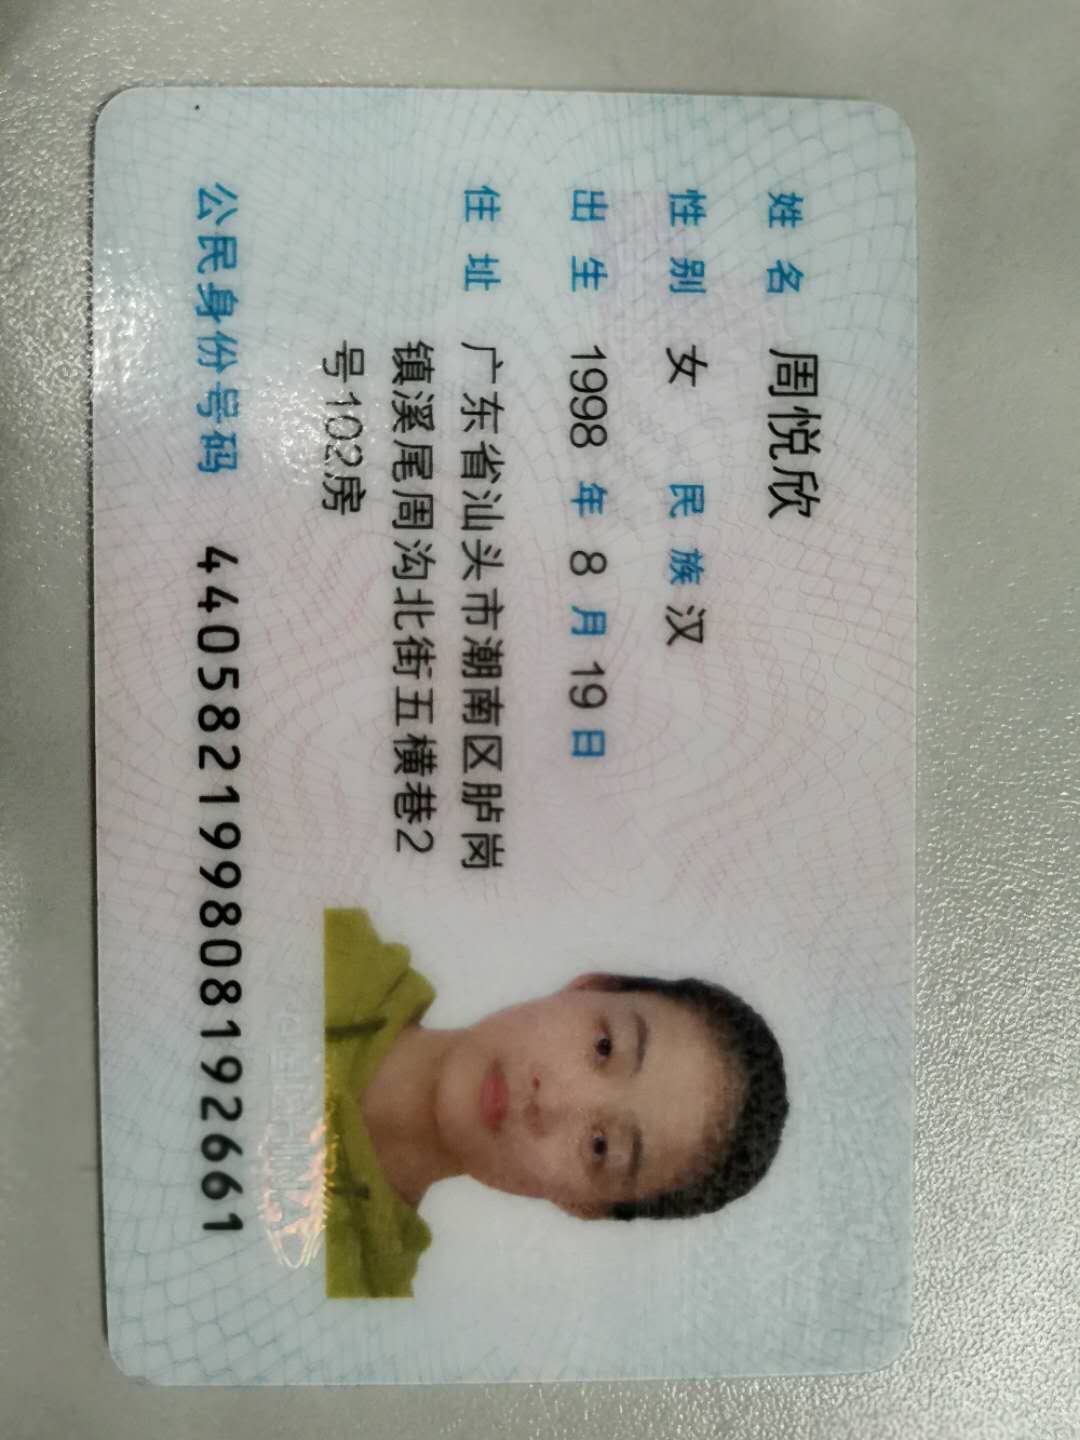 姓名 周悦欣
性别 女 民族 汉
出生 1998 年 8 月 19 日
住址 广东省汕头市潮南区胪岗
镇溪尾周沟北街五横巷2
号102房
公民身份号码 440582199808192661